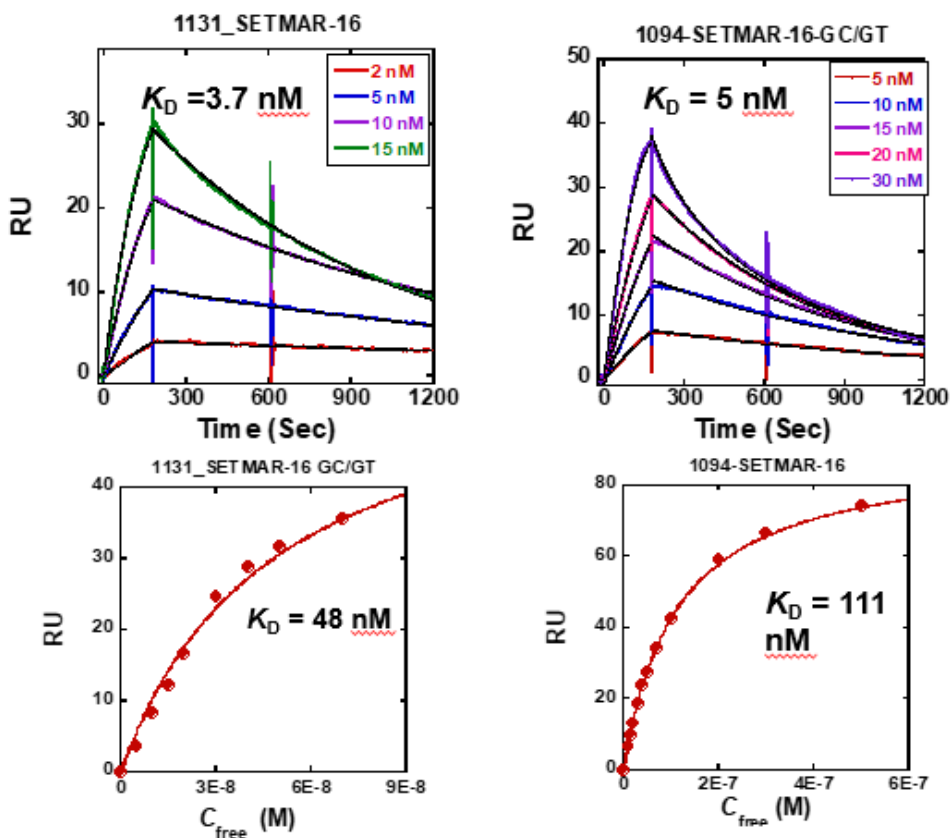 1131_SETMAR-16
2 nM
5 nM
10 nM
15 nM
KD =3.7 nM
RU
30
20
10
0
0 300 600 900 1200
Time (Sec)
1094-SETMAR-16-GC/GT
5 nM
10 nM
15 nM
20 nM
30 nM
KD = 5 nM
RU
50
40
30
20
10
0
0 300 600 900 1200
Time (Sec)
1131_SETMAR-16 GC/GT
KD = 48 nM
RU
40
30
20
10
0
0 3E-8 6E-8 9E-8
Cfree (M)
1094-SETMAR-16
KD = 111
nM
RU
80
60
40
20
0
0 2E-7 4E-7 6E-7
Cfree (M)